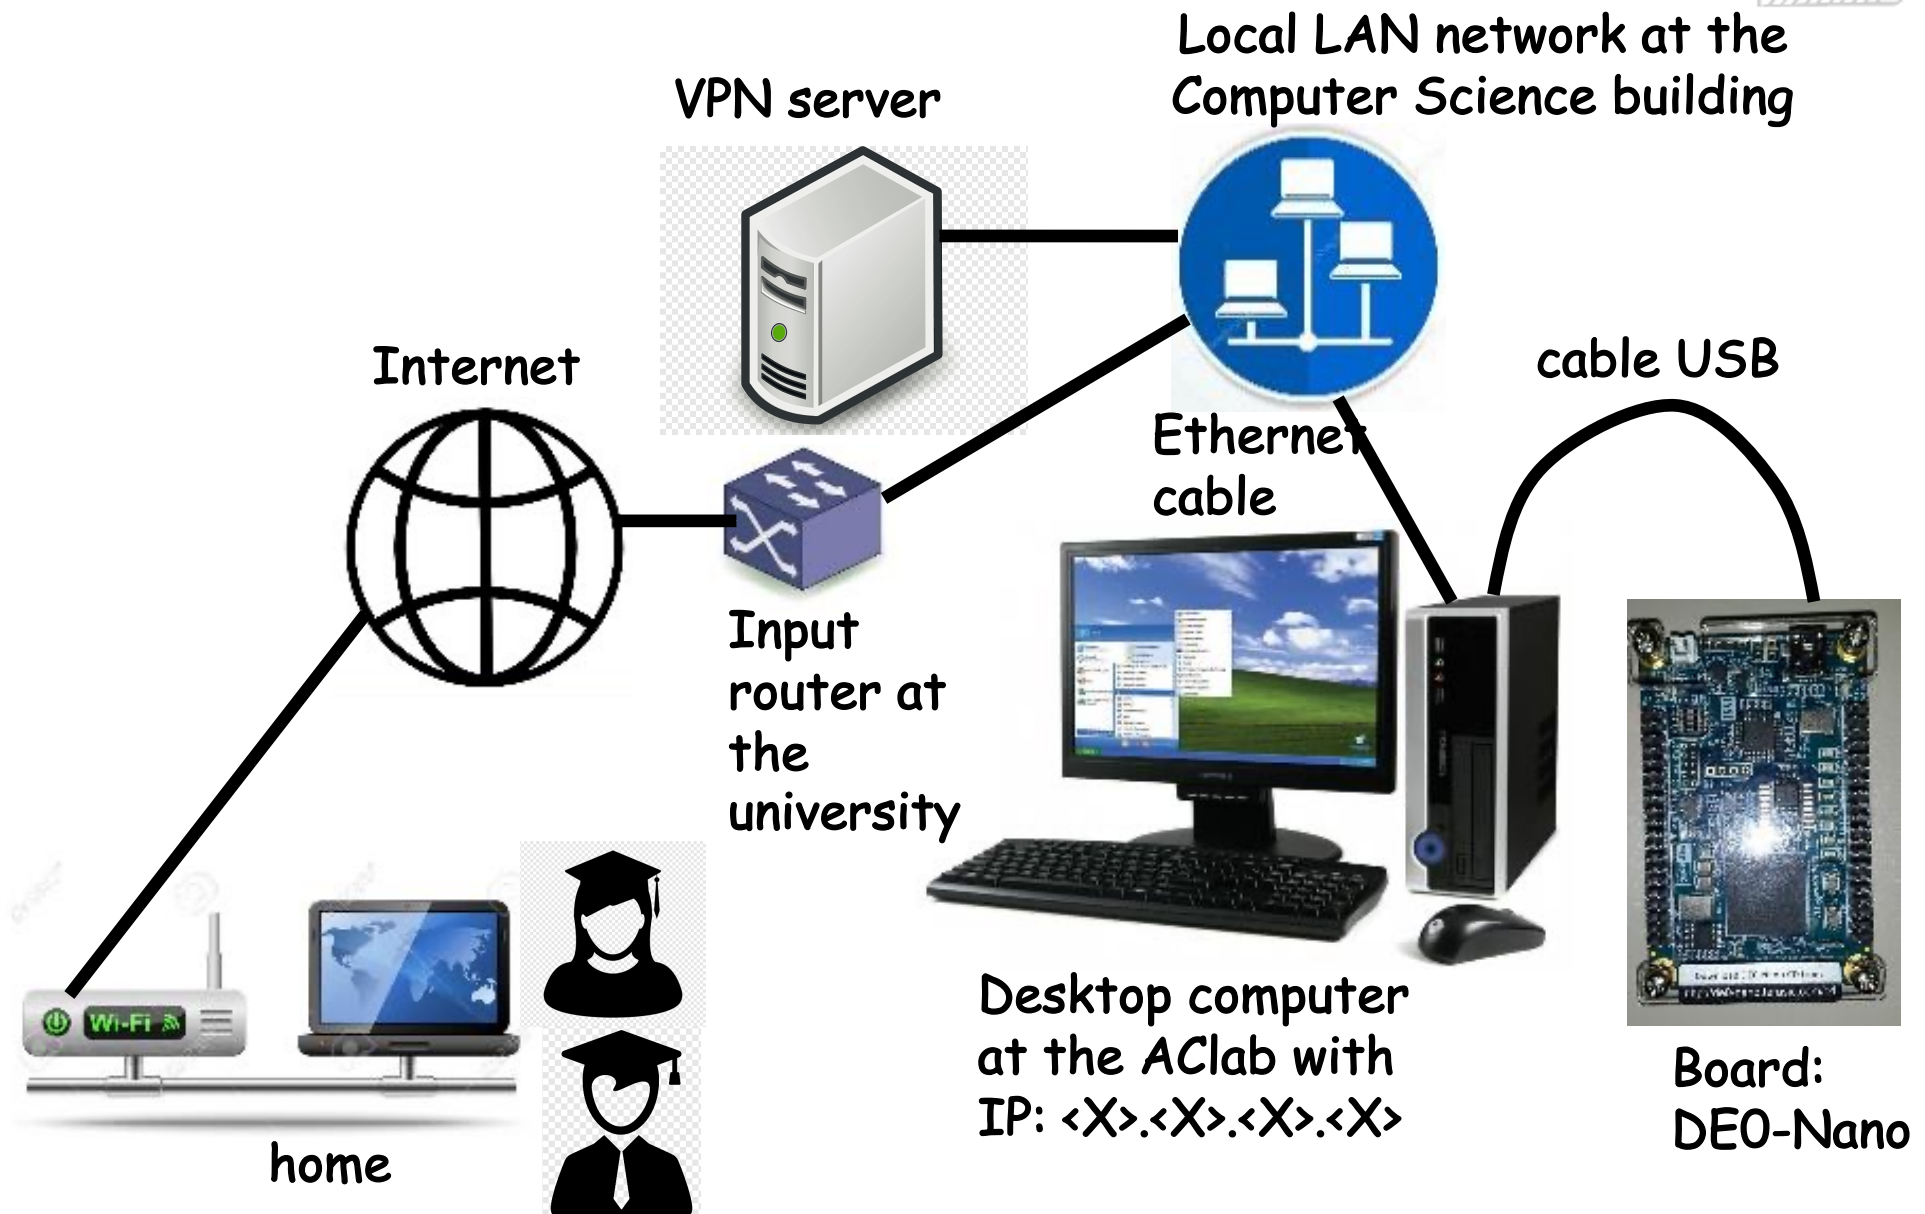 Local LAN network at the
Computer Science building
VPN server
Internet
cable USB
Ethernet
cable
Input
router at
the
university
Wi-Fi
home
Desktop computer
at the AClab with
IP: <X>.<X>.<X>.<X>
Board:
DE0-Nano